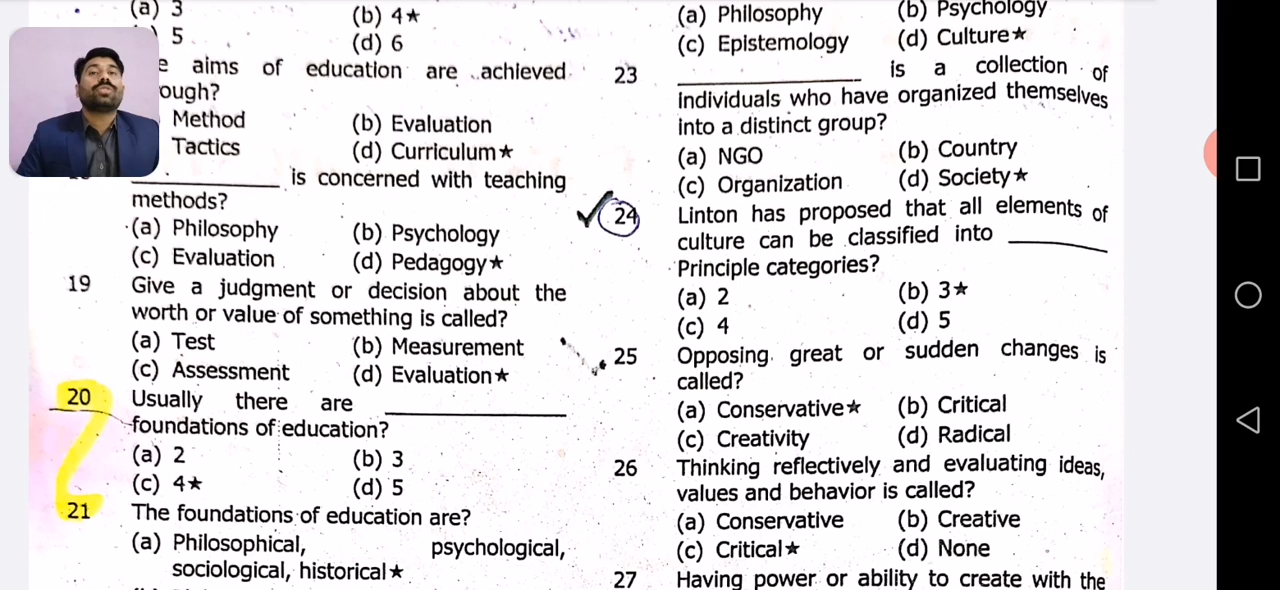 (a) 3
(b) 4★
5
(d) 6
aims of education are achieved
ough?
Method
(b) Evaluation
Tactics
(d) Curriculum★
____________ is concerned with teaching
methods?
(a) Philosophy
(b) Psychology
(c) Evaluation
(d) Pedagogy★
19 Give a judgment or decision about the
worth or value of something is called?
(a) Test
(b) Measurement
(c) Assessment
(d) Evaluation★
20 Usually there are ____________
foundations of education?
(a) 2
(b) 3
(c) 4★
(d) 5
21 The foundations of education are?
(a) Philosophical, psychological,
sociological, historical★
(a) Philosophy
(b) Psychology
(c) Epistemology
(d) Culture★
23 ____________ is a collection of
individuals who have organized themselves
into a distinct group?
(a) NGO
(b) Country
(c) Organization
(d) Society★
24 Linton has proposed that all elements of
culture can be classified into ________
Principle categories?
(a) 2
(b) 3★
(c) 4
(d) 5
25 Opposing great or sudden changes is
called?
(a) Conservative★
(b) Critical
(c) Creativity
(d) Radical
26 Thinking reflectively and evaluating ideas,
values and behavior is called?
(a) Conservative
(b) Creative
(c) Critical★
(d) None
27 Having power or ability to create with the